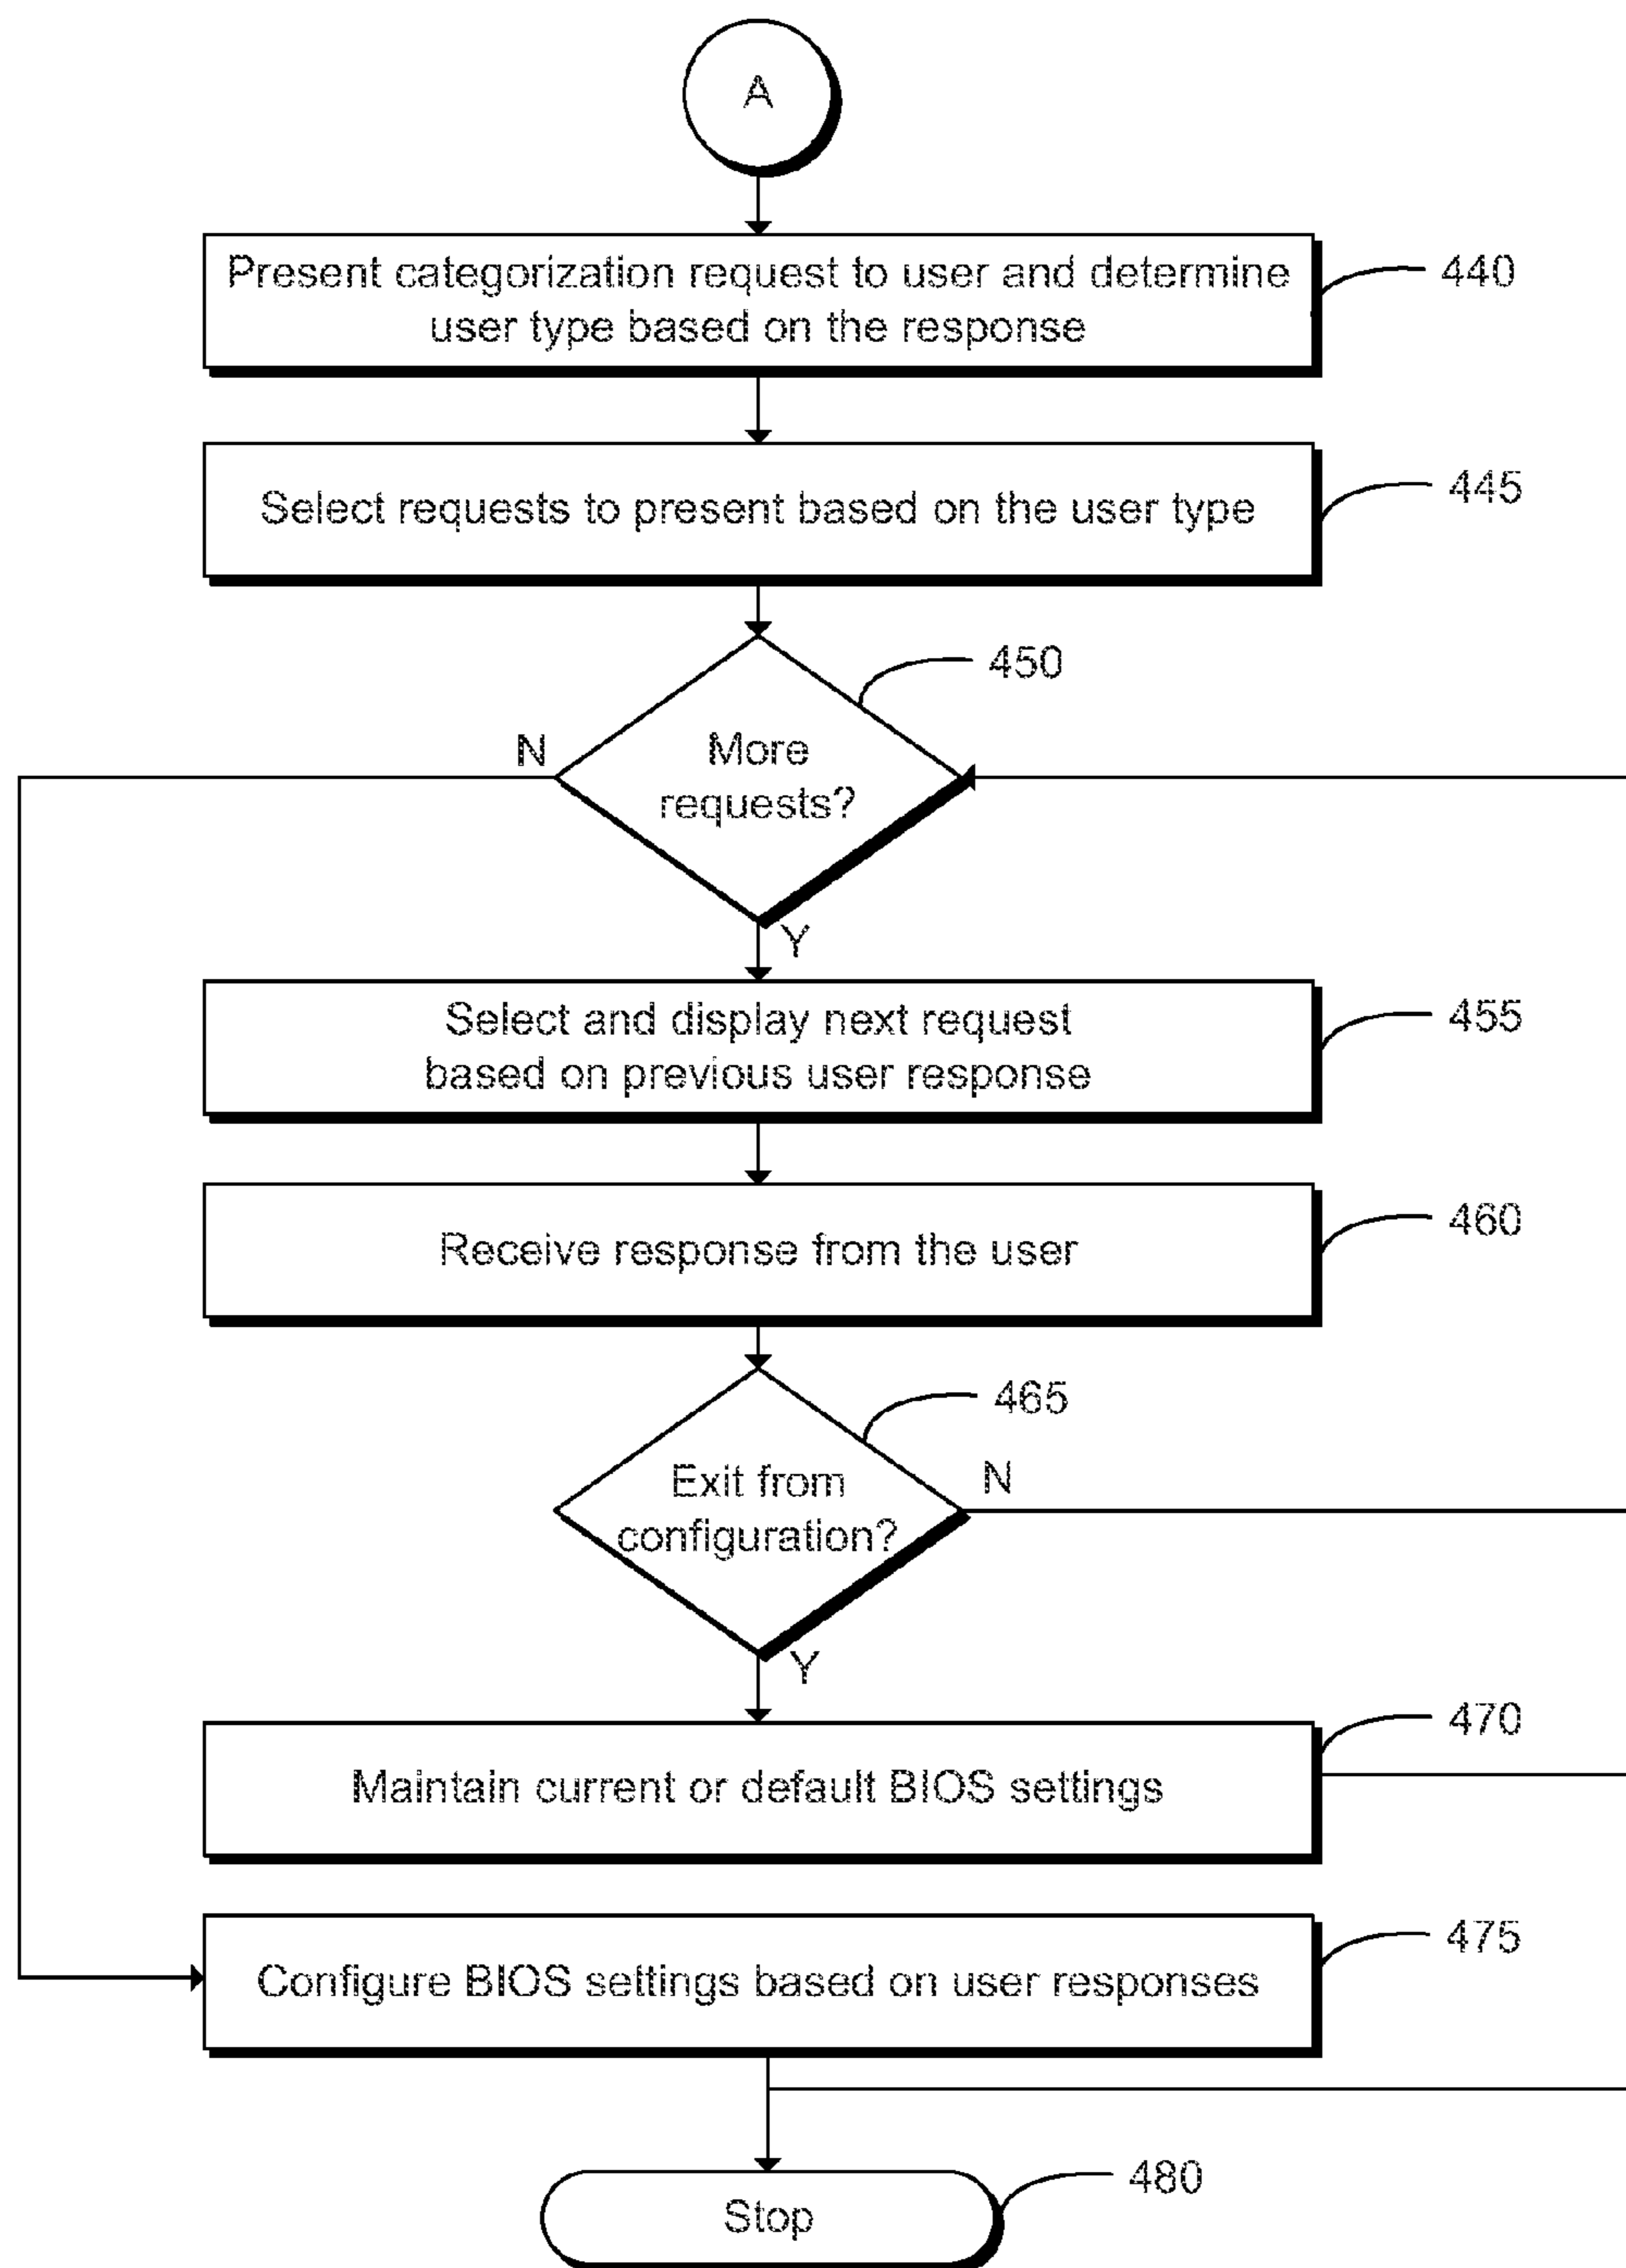 A
Present categorization request to user and determine
user type based on the response
440
Select requests to present based on the user type
445
450
More
requests?
N
Y
Select and display next request
based on previous user response
455
Receive response from the user
460
465
Exit from
configuration?
N
Y
Maintain current or default BIOS settings
470
Configure BIOS settings based on user responses
475
Stop
480